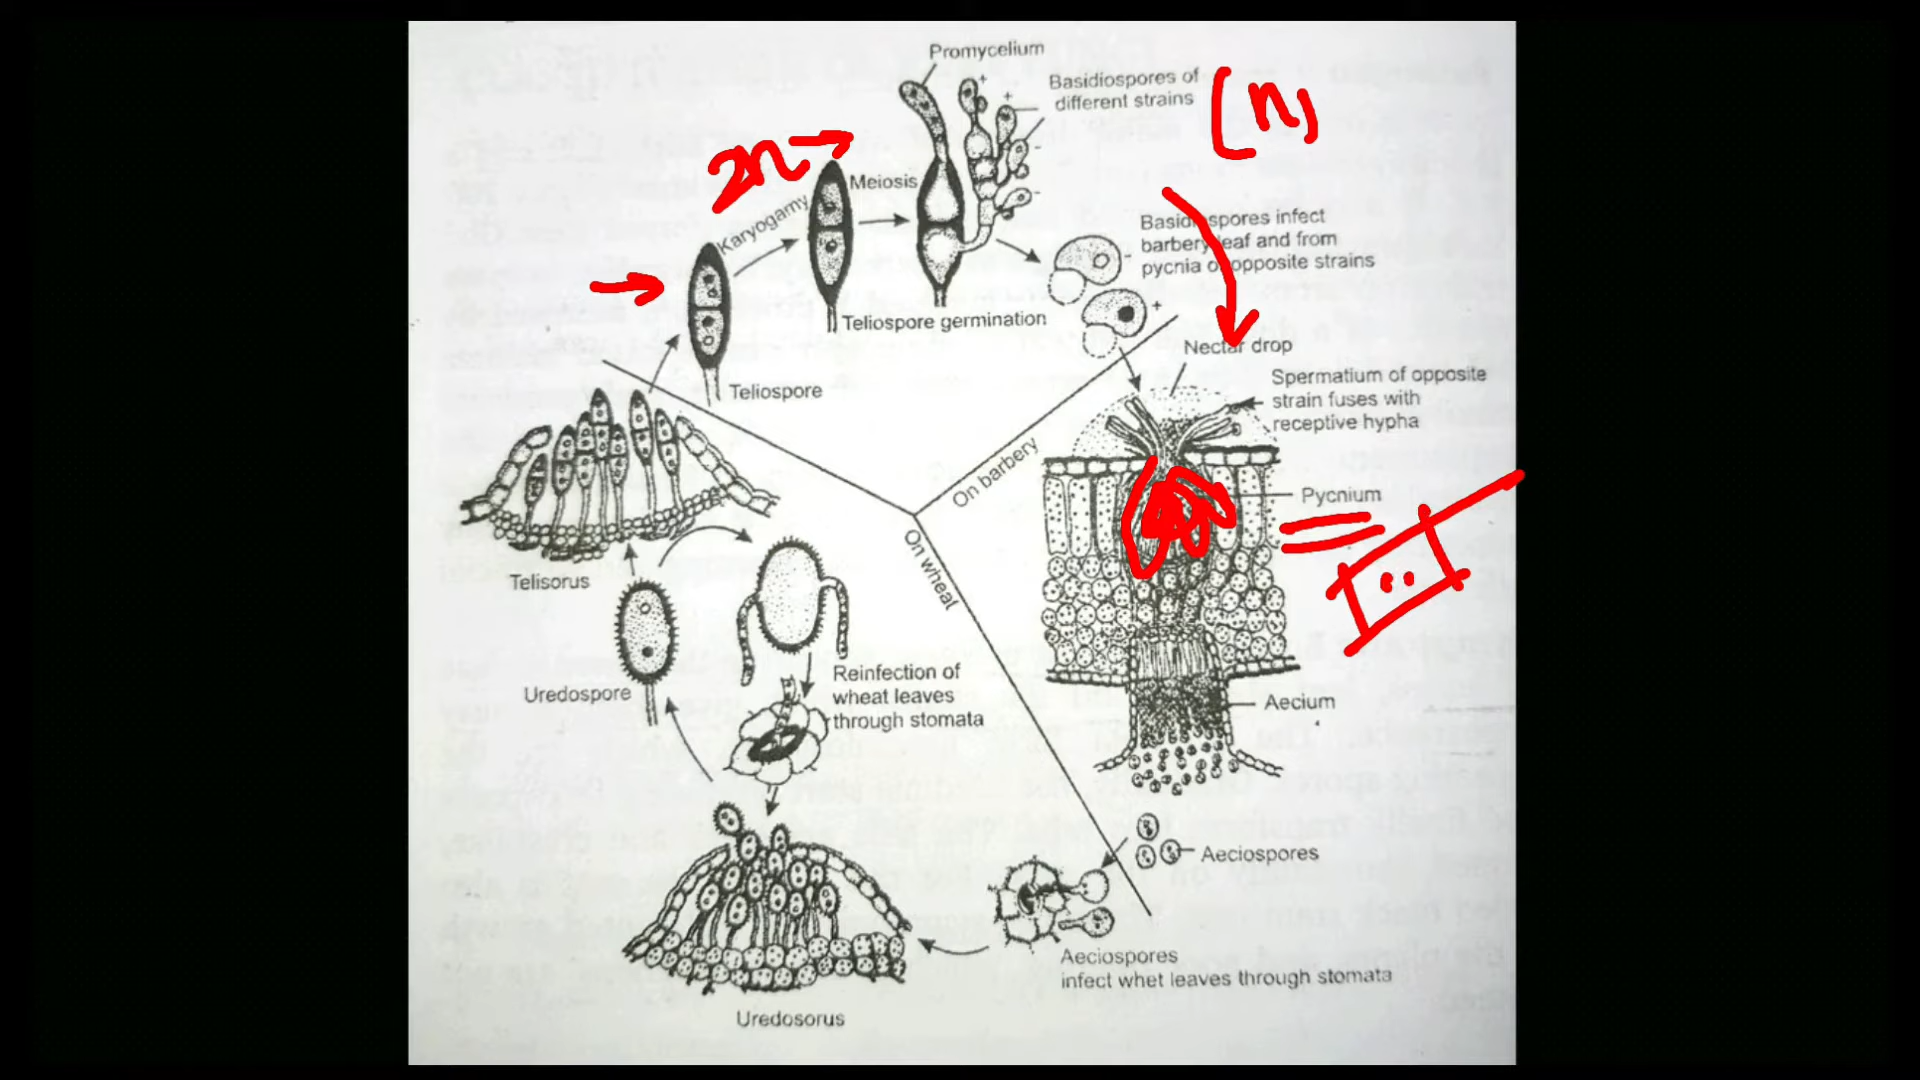 Promycelium
Basidiospores of
different strains
(n)
2n
Meiosis
Karyogamy
Basidiospores infect
barbery leaf and from
pycnia of opposite strains
Teliospore germination
Nectar drop
Teliospore
Spermatium of opposite
strain fuses with
receptive hypha
On barbery
Pycnium
On wheat
Telisorus
Uredospore
Reinfection of
wheat leaves
through stomata
Aecium
Aeciospores
Aeciospores
infect whet leaves through stomata
Uredosorus